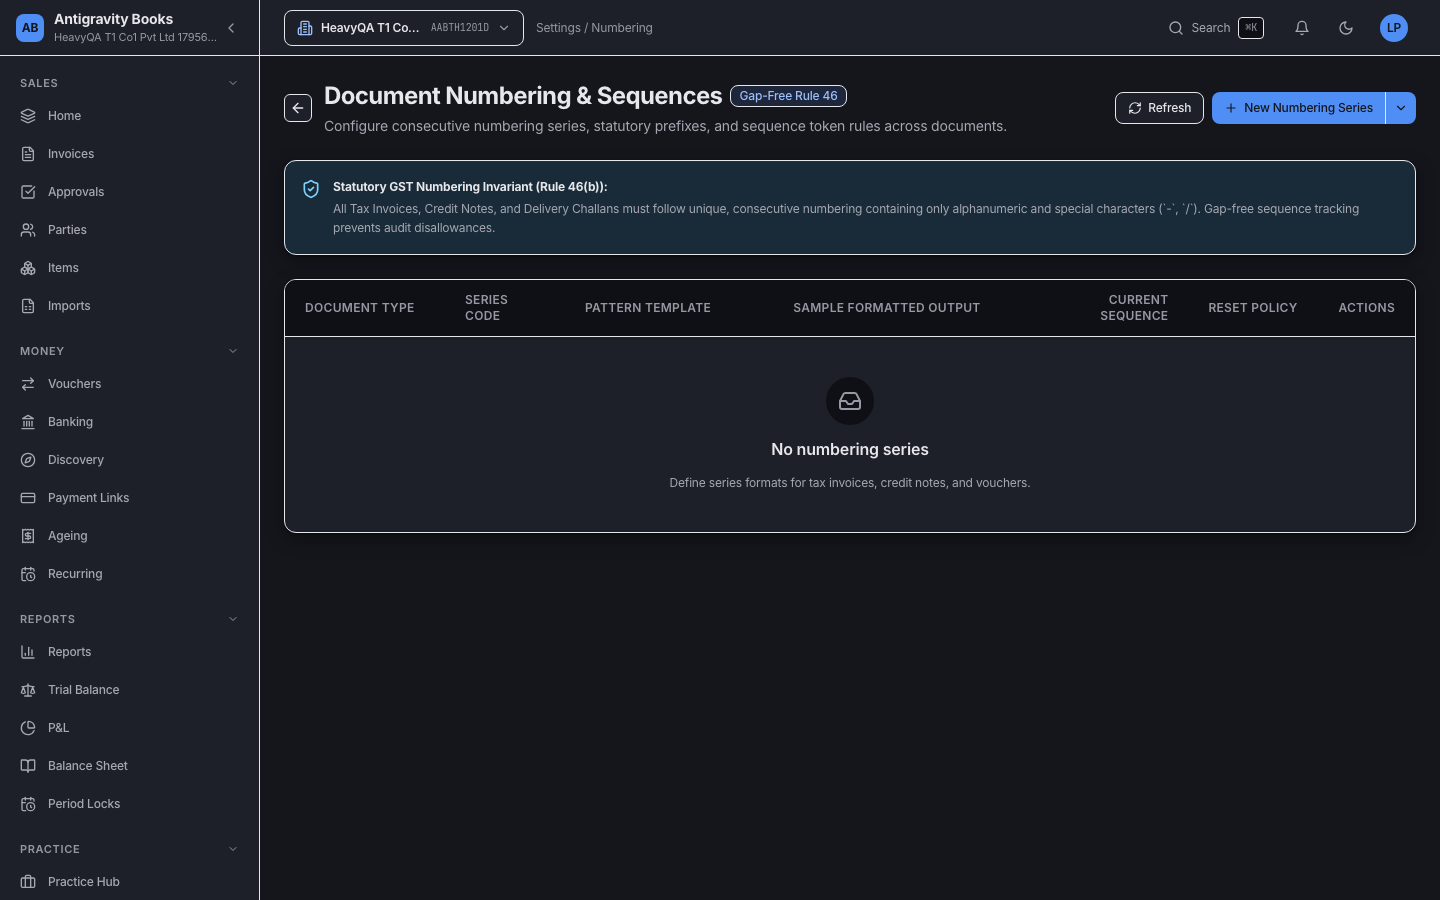 AB
Antigravity Books
HeavyQA T1 Co1 Pvt Ltd 17956...
HeavyQA T1 Co...
AABTH1201D
Settings / Numbering
Search
⌘K
LP
SALES
Home
Invoices
Approvals
Parties
Items
Imports
MONEY
Vouchers
Banking
Discovery
Payment Links
Ageing
Recurring
REPORTS
Reports
Trial Balance
P&L
Balance Sheet
Period Locks
PRACTICE
Practice Hub
Document Numbering & Sequences
Gap-Free Rule 46
Configure consecutive numbering series, statutory prefixes, and sequence token rules across documents.
Refresh
New Numbering Series
Statutory GST Numbering Invariant (Rule 46(b)):
All Tax Invoices, Credit Notes, and Delivery Challans must follow unique, consecutive numbering containing only alphanumeric and special characters (`-`, `/`). Gap-free sequence tracking
prevents audit disallowances.
DOCUMENT TYPE
SERIES
CODE
PATTERN TEMPLATE
SAMPLE FORMATTED OUTPUT
CURRENT
SEQUENCE
RESET POLICY
ACTIONS
No numbering series
Define series formats for tax invoices, credit notes, and vouchers.